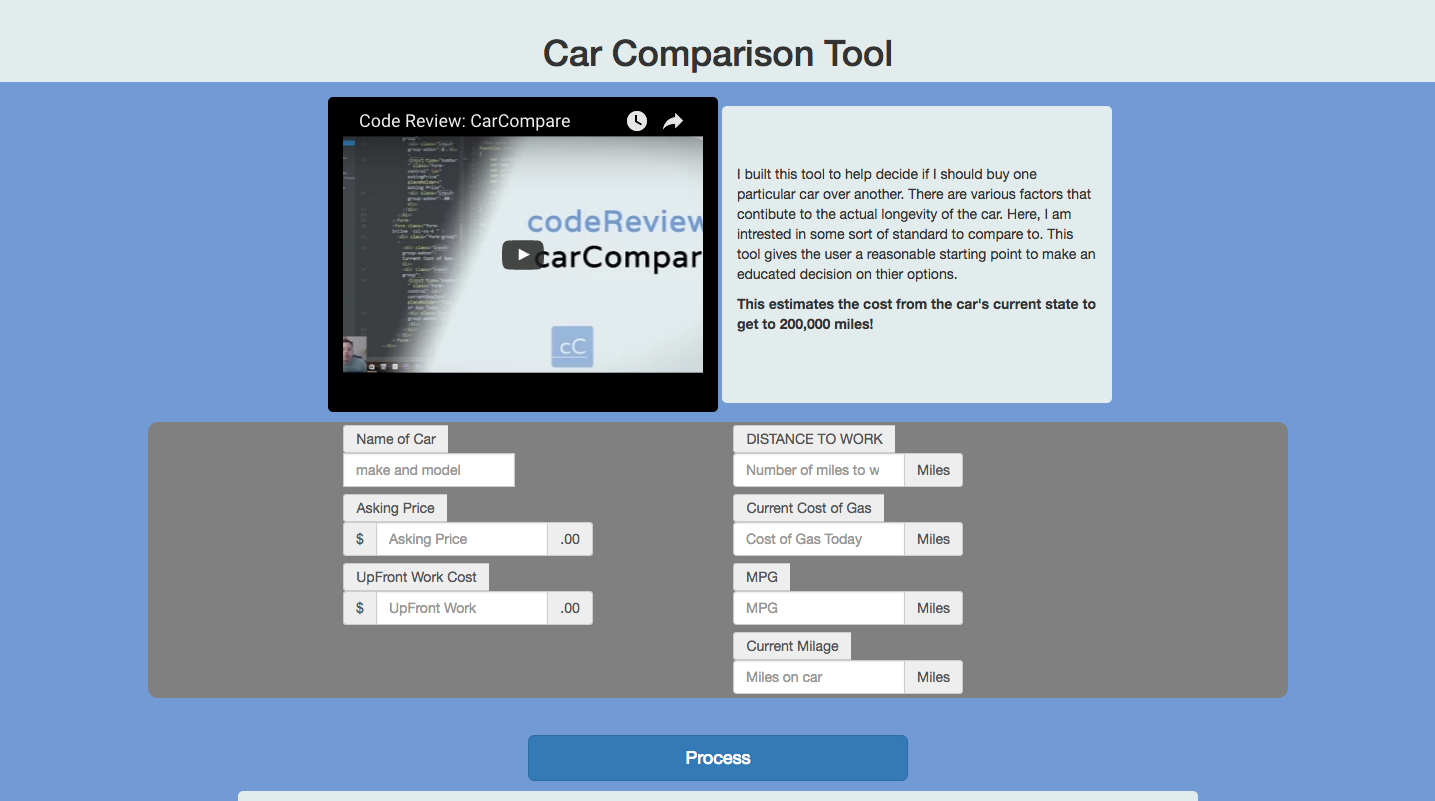 Car Comparison Tool
Code Review: CarCompare
codeReview
carCompar
cC
I built this tool to help decide if I should buy one
particular car over another. There are various factors that
contibute to the actual longevity of the car. Here, I am
intrested in some sort of standard to compare to. This
tool gives the user a reasonable starting point to make an
educated decision on thier options.
This estimates the cost from the car's current state to
get to 200,000 miles!
Name of Car
make and model
Asking Price
$ Asking Price .00
UpFront Work Cost
$ UpFront Work .00
DISTANCE TO WORK
Number of miles to w Miles
Current Cost of Gas
Cost of Gas Today Miles
MPG
MPG Miles
Current Milage
Miles on car Miles
Process